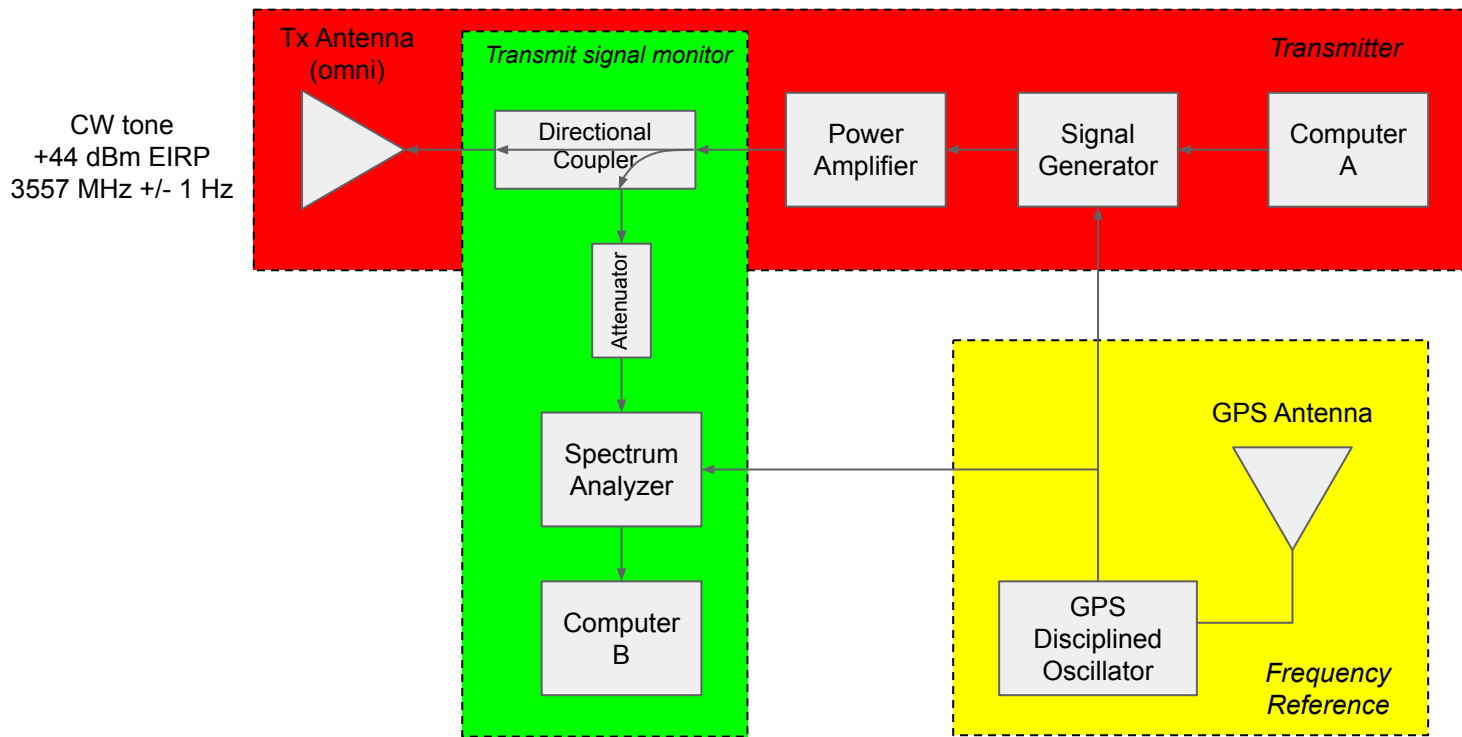 Tx Antenna
(omni)
Transmit signal monitor
Transmitter
CW tone
+44 dBm EIRP
3557 MHz +/- 1 Hz
Directional
Coupler
Power
Amplifier
Signal
Generator
Computer
A
Attenuator
Spectrum
Analyzer
Computer
B
GPS Antenna
GPS
Disciplined
Oscillator
Frequency
Reference